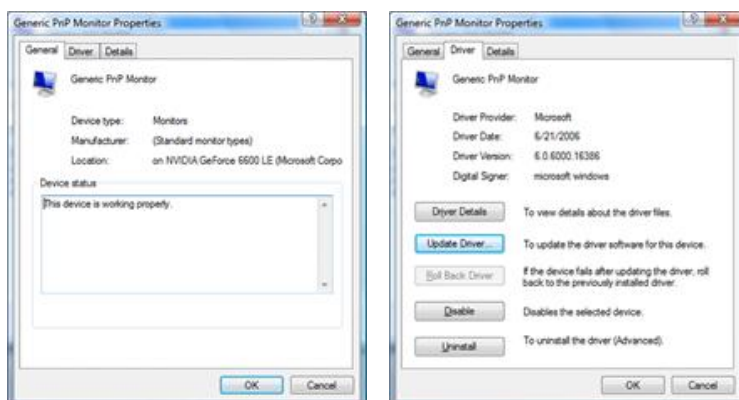 Generic PnP Monitor Properties
General Driver Details
Generic PnP Monitor
Device type: Monitors
Manufacturer: (Standard monitor types)
Location: on NVIDIA GeForce 6600 LE (Microsoft Corpo
Device status
This device is working properly.
OK Cancel
Generic PnP Monitor Properties
General Driver Details
Generic PnP Monitor
Driver Provider: Microsoft
Driver Date: 6/21/2006
Driver Version: 6.0.6000.16386
Digital Signer: microsoft windows
Driver Details To view details about the driver files.
Update Driver... To update the driver software for this device.
Roll Back Driver If the device fails after updating the driver, roll
back to the previously installed driver.
Disable Disables the selected device.
Uninstall To uninstall the driver (Advanced).
OK Cancel